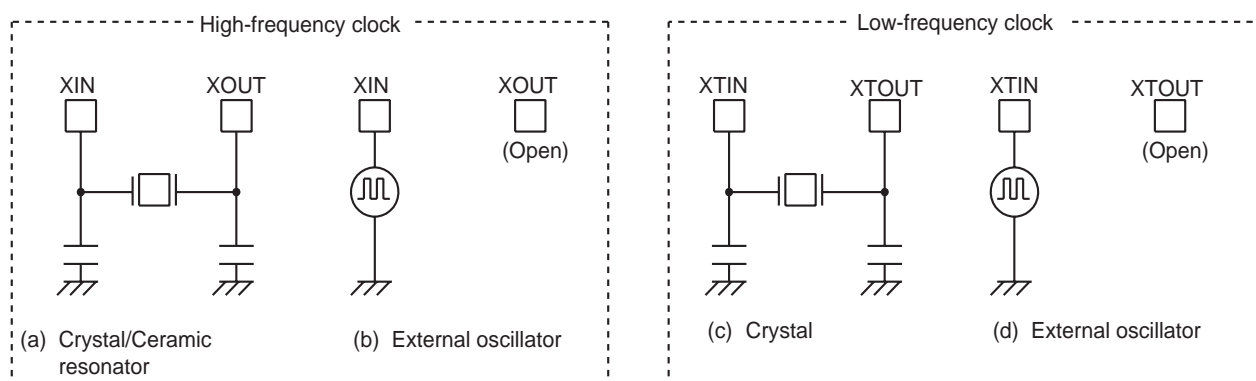 High-frequency clock
Low-frequency clock
XIN
XOUT
XIN
XOUT
(Open)
XTIN
XTOUT
XTIN
XTOUT
(Open)
(a) Crystal/Ceramic
resonator
(b) External oscillator
(c) Crystal
(d) External oscillator